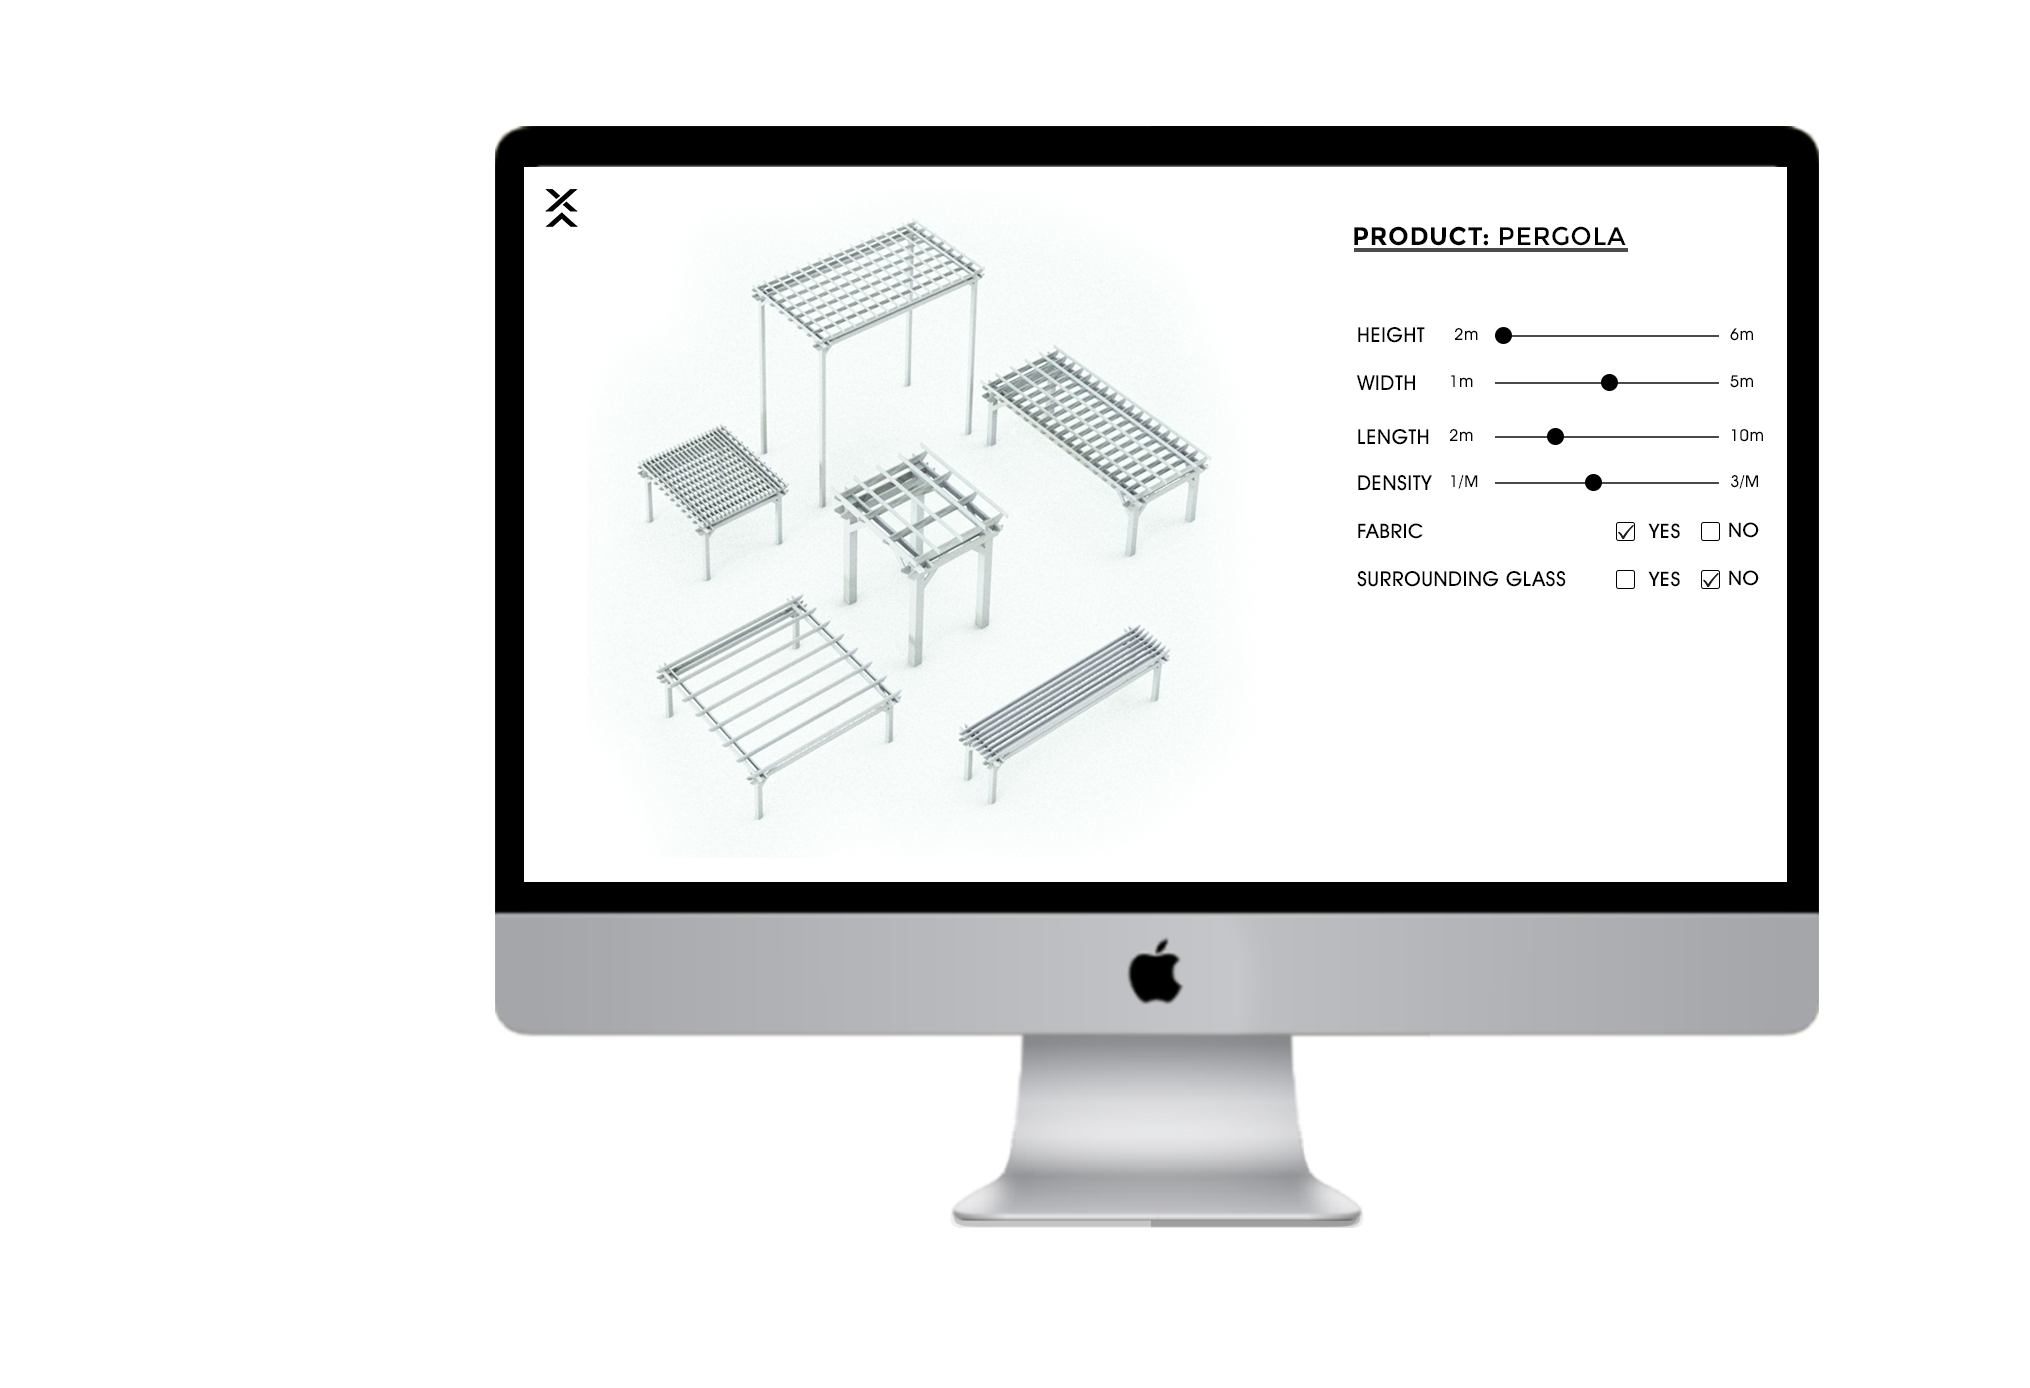 PRODUCT: PERGOLA
HEIGHT 2m 6m
WIDTH 1m 5m
LENGTH 2m 10m
DENSITY 1/M 3/M
FABRIC YES NO
SURROUNDING GLASS YES NO